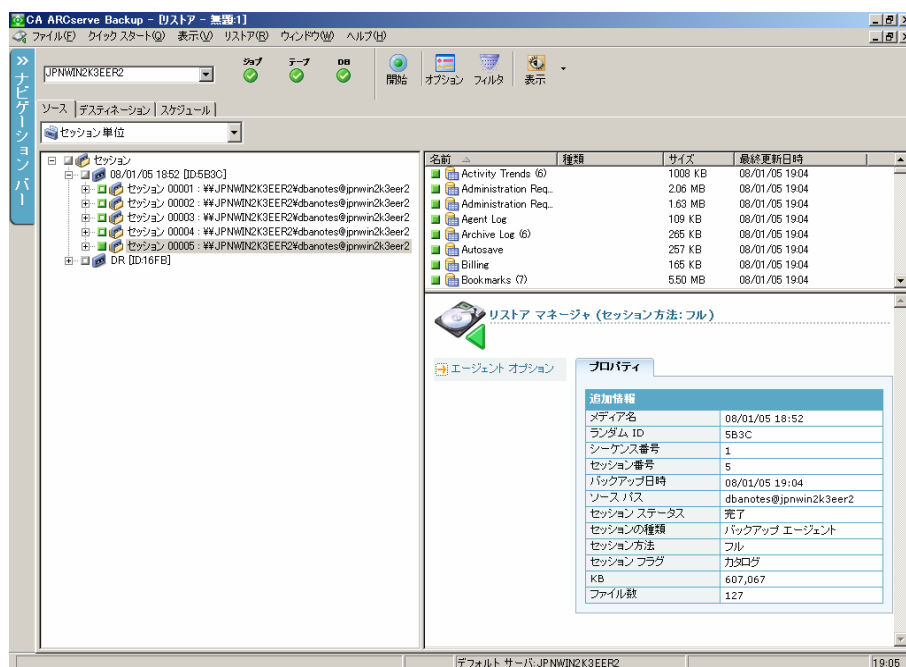 CA ARCserve Backup - [リストア - 無題:1]
ファイル(F) クイック スタート(Q) 表示(V) リストア(R) ウィンドウ(W) ヘルプ(H)
ナビゲーション バー
JPNWIN2K3EER2
ジョブ テープ DB
開始 オプション フィルタ 表示
ソース デスティネーション スケジュール
セッション単位
セッション
08/01/05 18:52 [ID:5B3C]
セッション 00001 : ¥¥JPNWIN2K3EER2¥dbanotes@jpnwin2k3eer2
セッション 00002 : ¥¥JPNWIN2K3EER2¥dbanotes@jpnwin2k3eer2
セッション 00003 : ¥¥JPNWIN2K3EER2¥dbanotes@jpnwin2k3eer2
セッション 00004 : ¥¥JPNWIN2K3EER2¥dbanotes@jpnwin2k3eer2
セッション 00005 : ¥¥JPNWIN2K3EER2¥dbanotes@jpnwin2k3eer2
DR [ID:16FB]
名前 種類 サイズ 最終更新日時
Activity Trends (6) 1008 KB 08/01/05 19:04
Administration Req... 2.06 MB 08/01/05 19:04
Administration Req... 1.63 MB 08/01/05 19:04
Agent Log 109 KB 08/01/05 19:04
Archive Log (6) 265 KB 08/01/05 19:04
Autosave 257 KB 08/01/05 19:04
Billing 165 KB 08/01/05 19:04
Bookmarks (7) 5.50 MB 08/01/05 19:04
リストア マネージャ (セッション方法: フル)
エージェント オプション
プロパティ
追加情報
メディア名 08/01/05 18:52
ランダム ID 5B3C
シーケンス番号 1
セッション番号 5
バックアップ日時 08/01/05 19:04
ソース パス dbanotes@jpnwin2k3eer2
セッション ステータス 完了
セッションの種類 バックアップ エージェント
セッション方法 フル
セッション フラグ カタログ
KB 607,067
ファイル数 127
デフォルト サーバ: JPNWIN2K3EER2
19:05